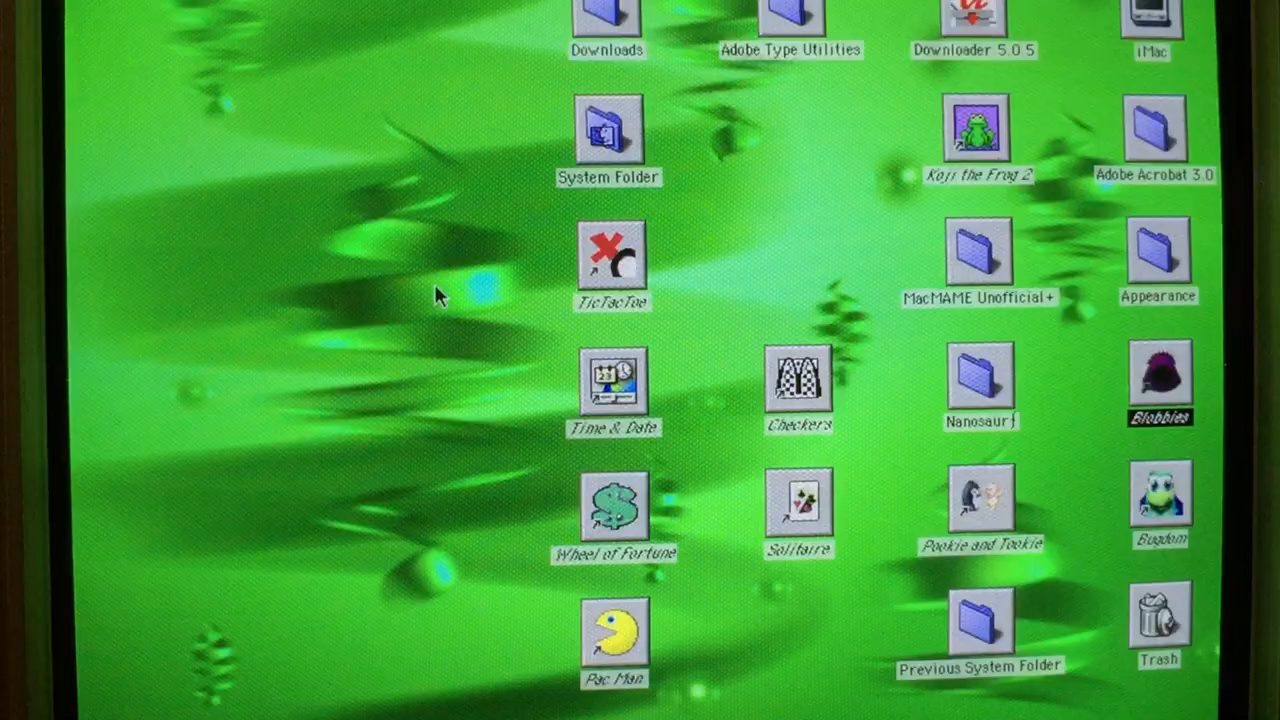 Downloads
Adobe Type Utilities
Downloader 5.0.5
iMac
System Folder
Koji the Frog 2
Adobe Acrobat 3.0
TicTacToe
MacMAME Unofficial+
Appearance
23
Time & Date
Checkers
Nanosaur ƒ
Blobbies
Wheel of Fortune
Solitaire
Pookie and Tookie
Bugdom
Pac Man
Previous System Folder
Trash